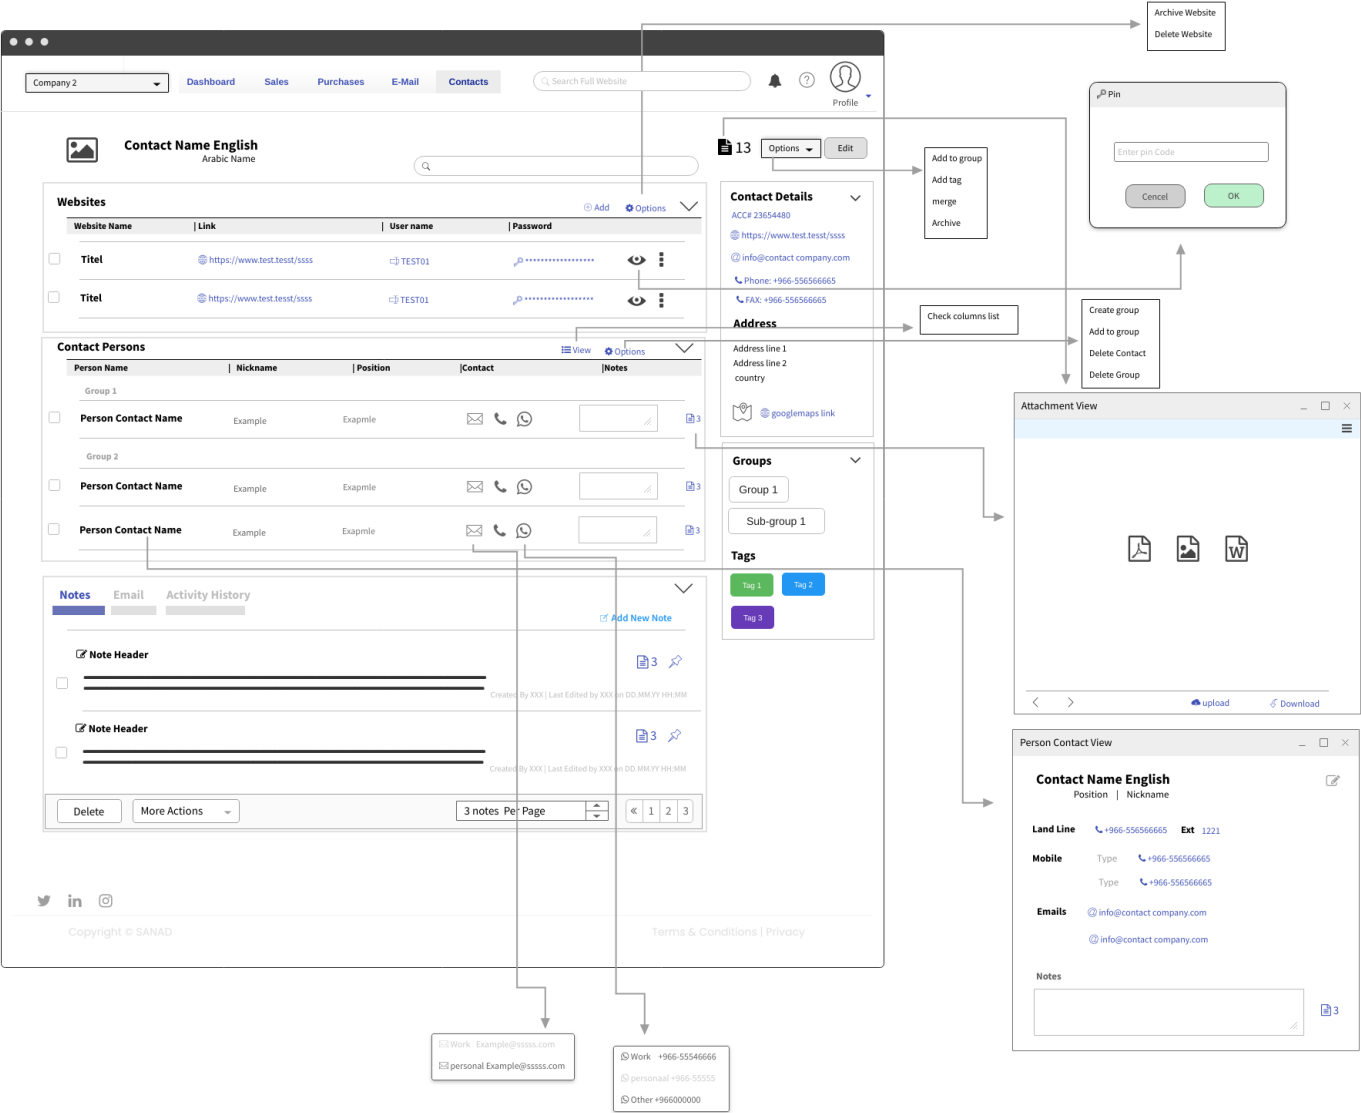 Archive Website
Delete Website
Company 2
Dashboard
Sales
Purchases
E-Mail
Contacts
Search Full Website
?
Profile
Pin
Enter pin Code
Cancel
OK
Contact Name English
Arabic Name
13
Options
Edit
Add to group
Add tag
merge
Archive
Websites
Add
Options
Website Name | Link | User name | Password
Titel https://www.test.tesst/ssss TEST01 ••••••••••••••••••
Titel https://www.test.tesst/ssss TEST01 ••••••••••••••••••
Contact Details
ACC# 23654480
https://www.test.tesst/ssss
@ info@contact company.com
Phone: +966-556566665
FAX: +966-556566665
Address
Address line 1
Address line 2
country
googlemaps link
Check columns list
Create group
Add to group
Delete Contact
Delete Group
Contact Persons
View
Options
Person Name | Nickname | Position |Contact |Notes
Group 1
Person Contact Name Example Exapmle 3
Group 2
Person Contact Name Example Exapmle 3
Person Contact Name Example Exapmle 3
Groups
Group 1
Sub-group 1
Tags
Tag 1
Tag 2
Tag 3
Attachment View
W
upload
Download
Notes
Email
Activity History
Add New Note
Note Header
3
Created By XXX | Last Edited by XXX on DD.MM.YY HH:MM
Note Header
3
Created By XXX | Last Edited by XXX on DD.MM.YY HH:MM
Delete
More Actions
3 notes Per Page
« 1 2 3
Copyright © SANAD
Terms & Conditions | Privacy
Person Contact View
Contact Name English
Position | Nickname
Land Line +966-556566665 Ext 1221
Mobile Type +966-556566665
Type +966-556566665
Emails @ info@contact company.com
@ info@contact company.com
Notes
3
Work Example@sssss.com
personal Example@sssss.com
Work +966-55546666
personaal +966-55555
Other +966000000